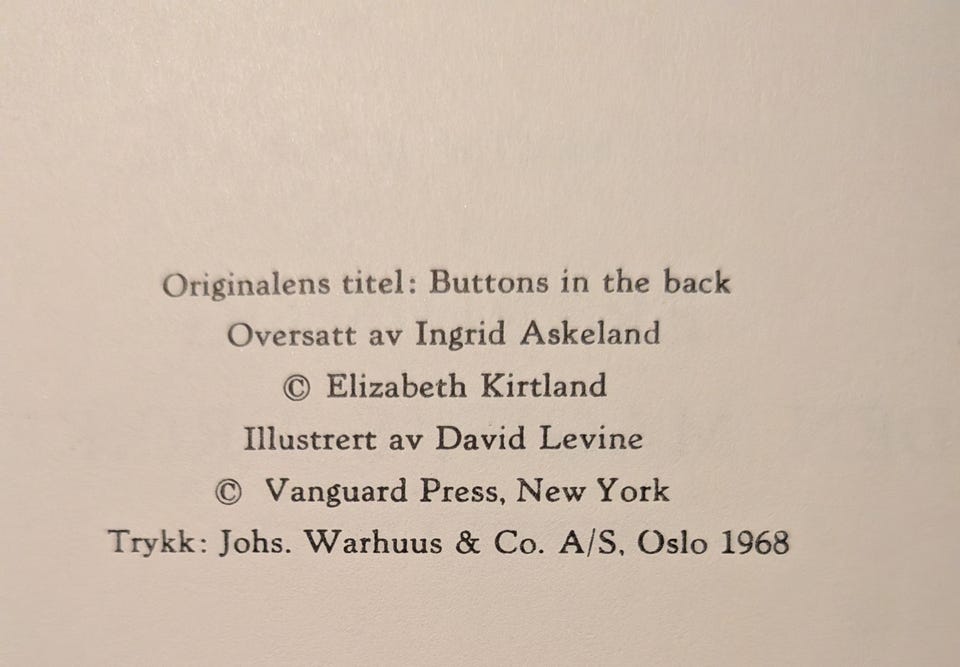 Originalens titel: Buttons in the back
Oversatt av Ingrid Askeland
© Elizabeth Kirtland
Illustrert av David Levine
© Vanguard Press, New York
Trykk: Johs. Warhuus & Co. A/S, Oslo 1968